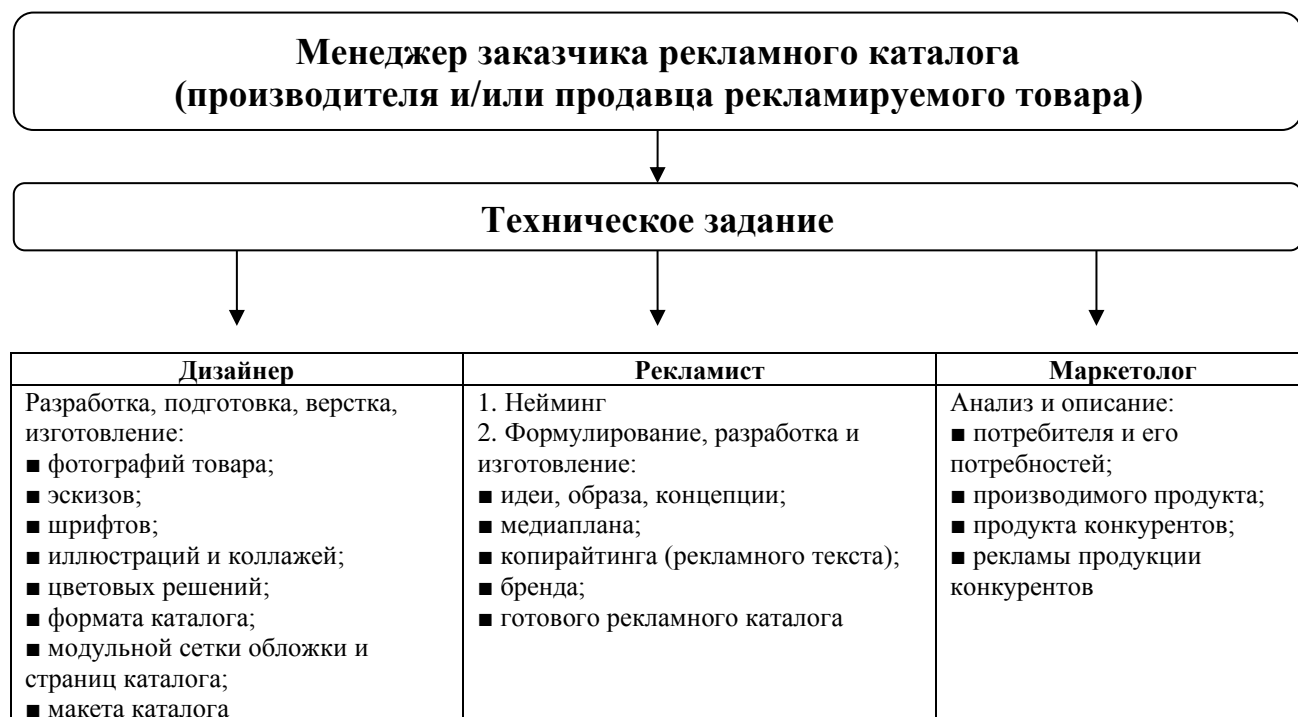 Менеджер заказчика рекламного каталога
(производителя и/или продавца рекламируемого товара)
Техническое задание
Дизайнер
Разработка, подготовка, верстка,
изготовление:
■ фотографий товара;
■ эскизов;
■ шрифтов;
■ иллюстраций и коллажей;
■ цветовых решений;
■ формата каталога;
■ модульной сетки обложки и
страниц каталога;
■ макета каталога
Рекламист
1. Нейминг
2. Формулирование, разработка и
изготовление:
■ идеи, образа, концепции;
■ медиаплана;
■ копирайтинга (рекламного текста);
■ бренда;
■ готового рекламного каталога
Маркетолог
Анализ и описание:
■ потребителя и его
потребностей;
■ производимого продукта;
■ продукта конкурентов;
■ рекламы продукции
конкурентов